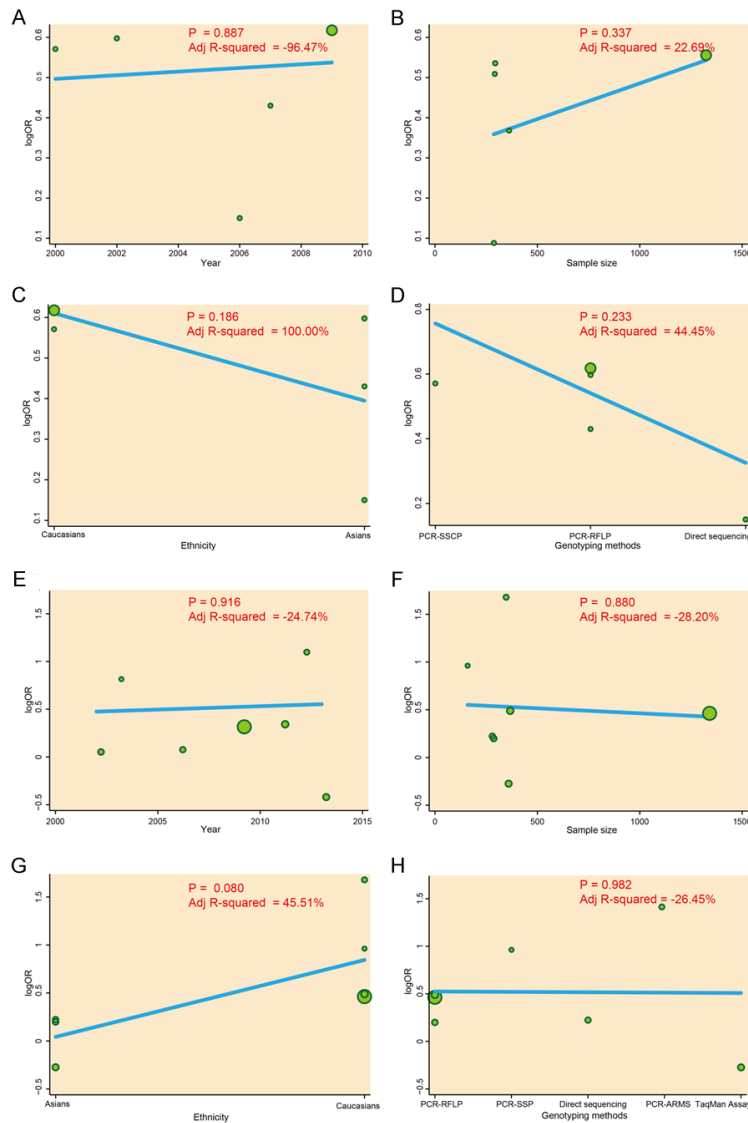 A
P = 0.887
Adj R-squared = -96.47%
logOR
0.6
0.5
0.4
0.3
0.2
0.1
2000 2002 2004 2006 2008 2010
Year
B
P = 0.337
Adj R-squared = 22.69%
logOR
0.6
0.5
0.4
0.3
0.2
0.1
0 500 1000 1500
Sample size
C
P = 0.186
Adj R-squared = 100.00%
logOR
0.6
0.5
0.4
0.3
0.2
0.1
Caucasians Asians
Ethnicity
D
P = 0.233
Adj R-squared = 44.45%
logOR
0.8
0.6
0.4
0.2
PCR-SSCP PCR-RFLP Direct sequencing
Genotyping methods
E
P = 0.916
Adj R-squared = -24.74%
logOR
1.5
1
0.5
0
-0.5
2000 2005 2010 2015
Year
F
P = 0.880
Adj R-squared = -28.20%
logOR
1.5
1
0.5
0
-0.5
0 500 1000 1500
Sample size
G
P = 0.080
Adj R-squared = 45.51%
logOR
1.5
1
0.5
0
-0.5
Asians Caucasians
Ethnicity
H
P = 0.982
Adj R-squared = -26.45%
logOR
1.5
1
0.5
0
-0.5
PCR-RFLP PCR-SSP Direct sequencing PCR-ARMS TaqMan Assay
Genotyping methods